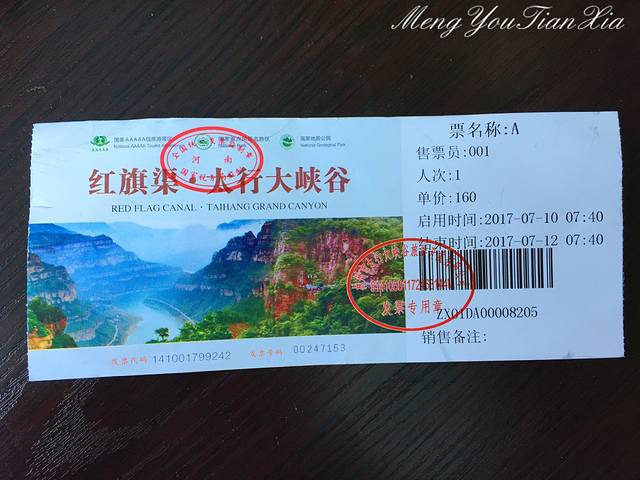 Meng YouTianXia
国家AAAAA级旅游景区
National AAAAA Tourist
国家地质公园
National Geological Park
河南
红旗渠 太行大峡谷
RED FLAG CANAL · TAIHANG GRAND CANYON
发票代码 141001799242
发票号码 00247153
票名称:A
售票员:001
人次:1
单价:160
启用时间:2017-07-10 07:40
结束时间:2017-07-12 07:40
发票专用章
ZX01DA00008205
销售备注: